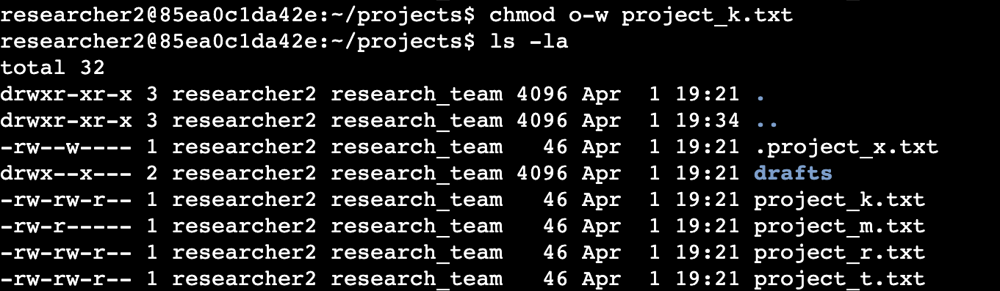 researcher2@85ea0c1da42e:~/projects$ chmod o-w project_k.txt
researcher2@85ea0c1da42e:~/projects$ ls -la
total 32
drwxr-xr-x 3 researcher2 research_team 4096 Apr  1 19:21 .
drwxr-xr-x 3 researcher2 research_team 4096 Apr  1 19:34 ..
-rw--w---- 1 researcher2 research_team   46 Apr  1 19:21 .project_x.txt
drwx--x--- 2 researcher2 research_team 4096 Apr  1 19:21 drafts
-rw-rw-r-- 1 researcher2 research_team   46 Apr  1 19:21 project_k.txt
-rw-r----- 1 researcher2 research_team   46 Apr  1 19:21 project_m.txt
-rw-rw-r-- 1 researcher2 research_team   46 Apr  1 19:21 project_r.txt
-rw-rw-r-- 1 researcher2 research_team   46 Apr  1 19:21 project_t.txt